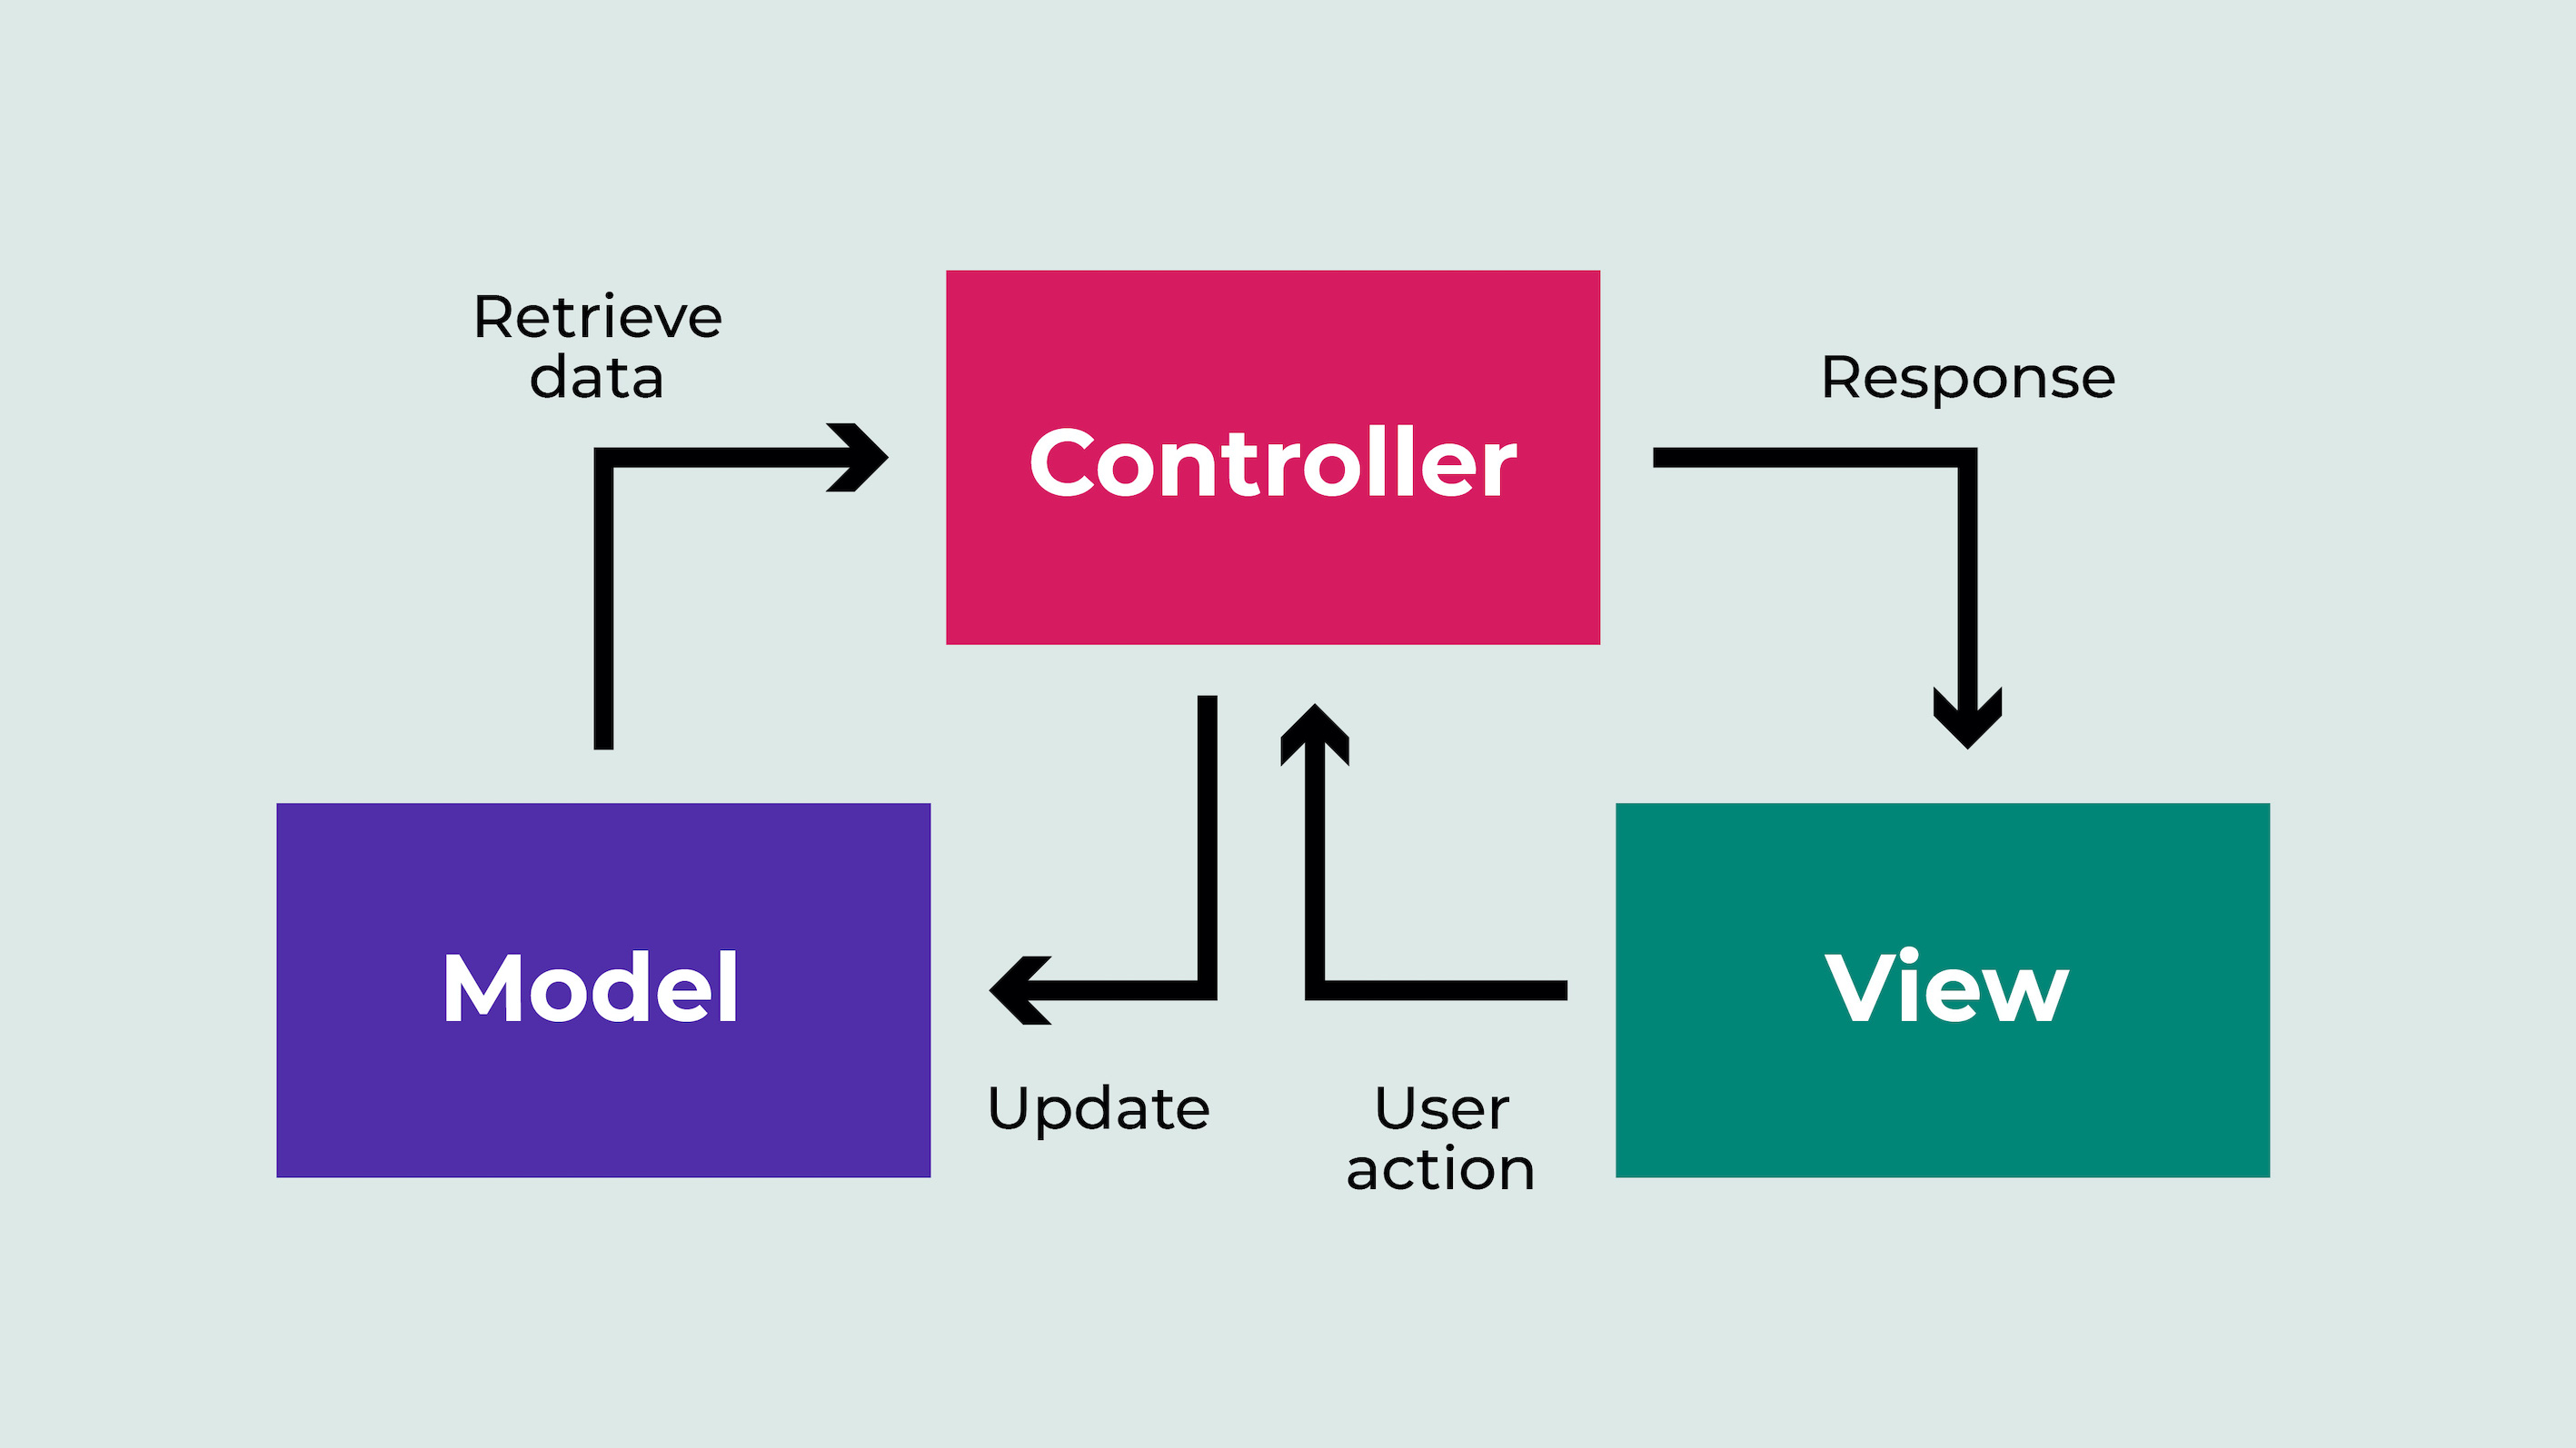 Retrieve
data
Controller
Response
Model
View
Update
User
action